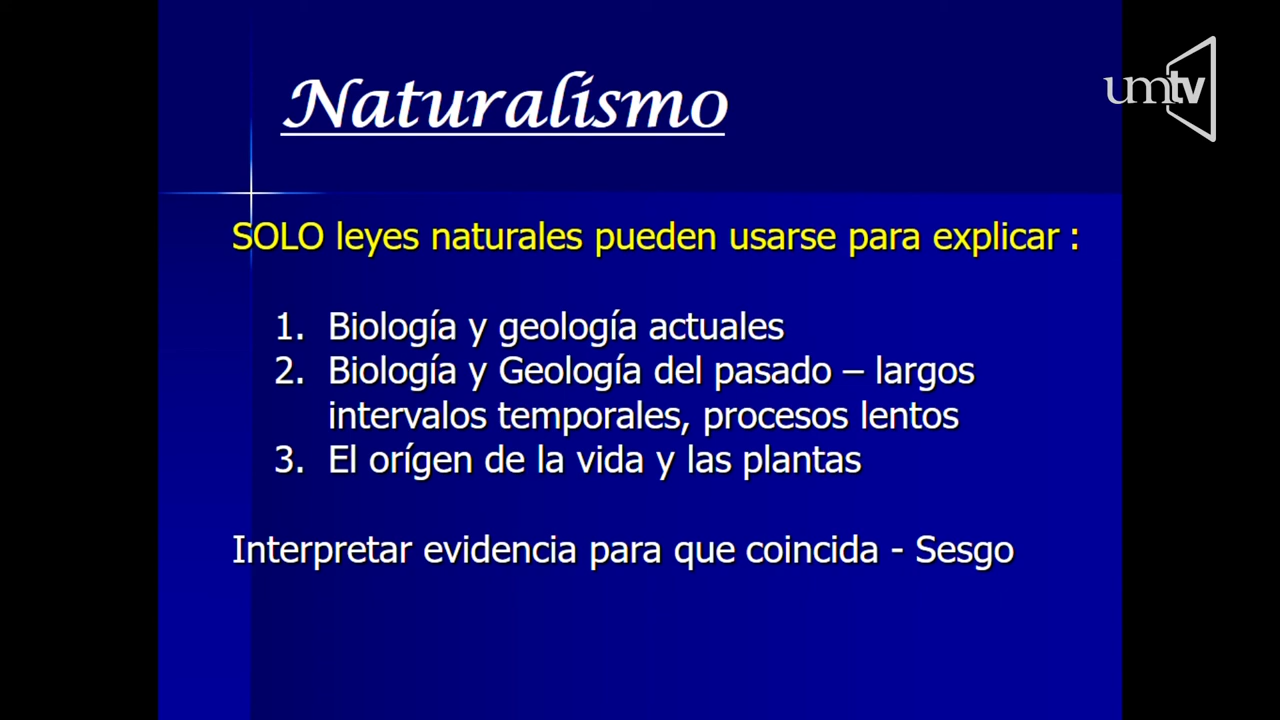 umtv
Naturalismo
SOLO leyes naturales pueden usarse para explicar :
1. Biología y geología actuales
2. Biología y Geología del pasado – largos
intervalos temporales, procesos lentos
3. El orígen de la vida y las plantas
Interpretar evidencia para que coincida - Sesgo